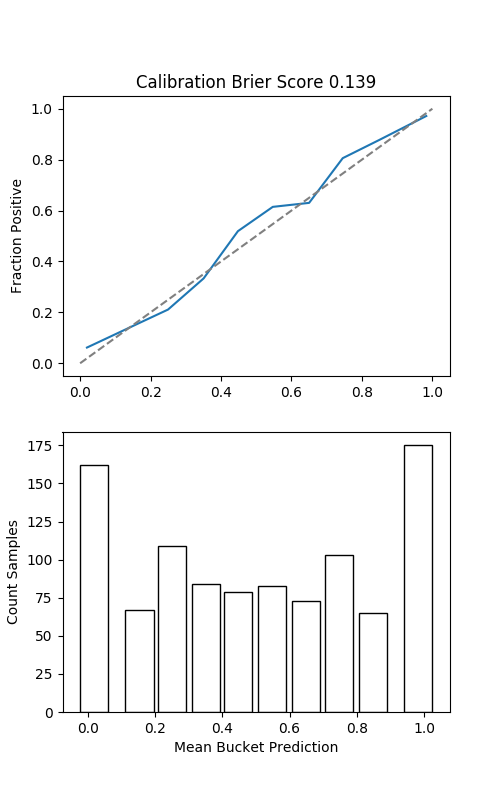 Calibration Brier Score 0.139
1.0
0.8
0.6
0.4
0.2
0.0
Fraction Positive
0.0 0.2 0.4 0.6 0.8 1.0
175
150
125
100
75
50
25
0
Count Samples
0.0 0.2 0.4 0.6 0.8 1.0
Mean Bucket Prediction